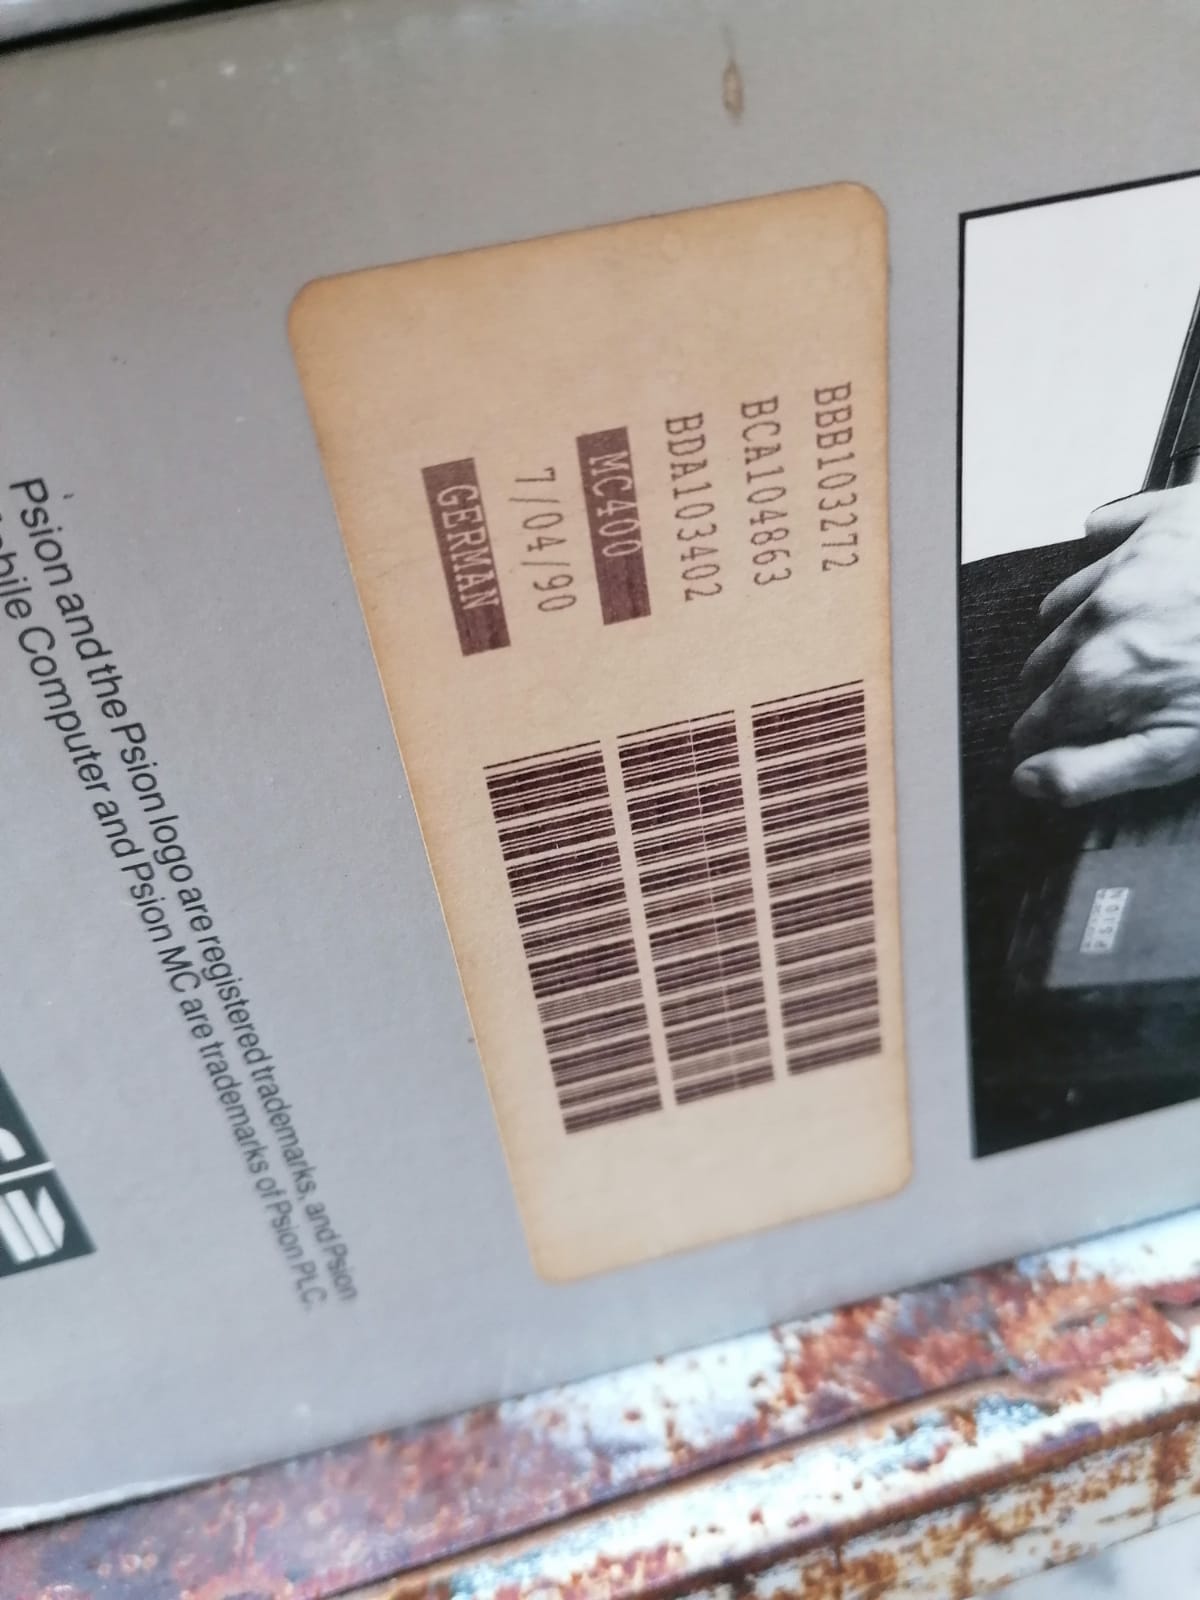 BBB103272
BCA104863
BDA103402
MC400
7/04/90
GERMAN
Psion and the Psion logo are registered trademarks, and Psion
Computer and Psion MC are trademarks of Psion PLC.
PSION